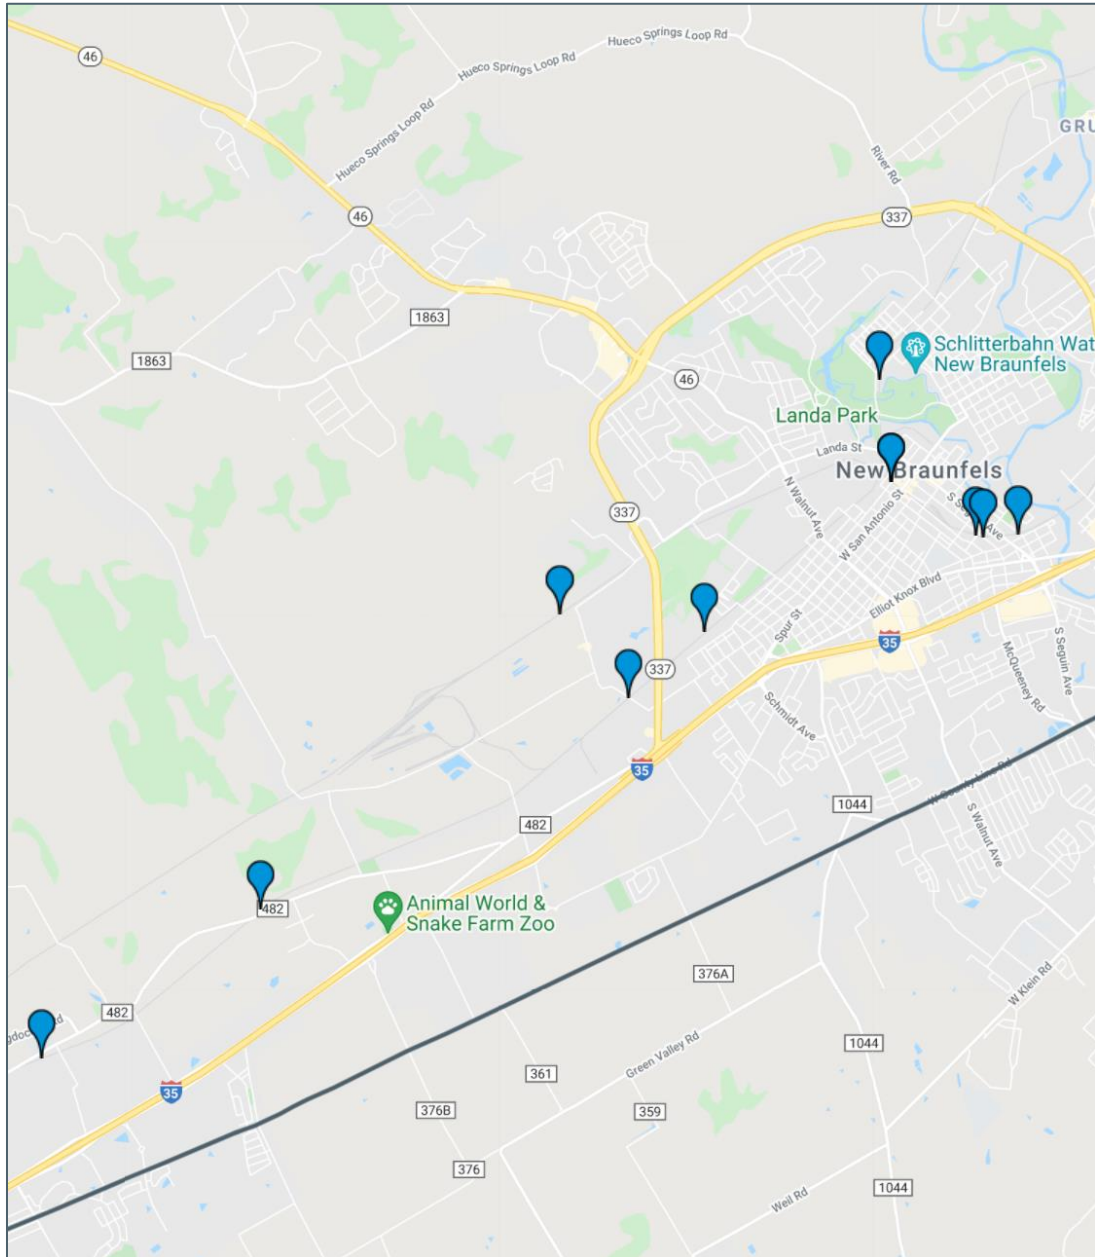 46
Hueco Springs Loop Rd
Hueco Springs Loop Rd
Hueco Springs Loop Rd
GRU
River Rd
46
337
1863
1863
46
Schlitterbahn Wat
New Braunfels
Landa Park
Landa St
New Braunfels
N Walnut Ave
W San Antonio St
337
Elliot Knox Blvd
Spur St
35
337
S Seguin Ave
McQueeney Rd
Schmidt Ave
35
W County Line Rd
1044
482
S Walnut Ave
482
Animal World &
Snake Farm Zoo
376A
W Klein Rd
482
1044
Green Valley Rd
361
35
376B
359
376
1044
Weil Rd